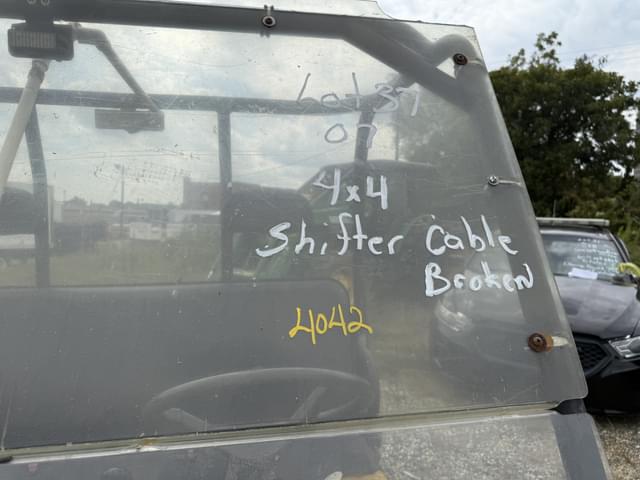 Lot 37
07
4x4
Shifter Cable
Broken
4042